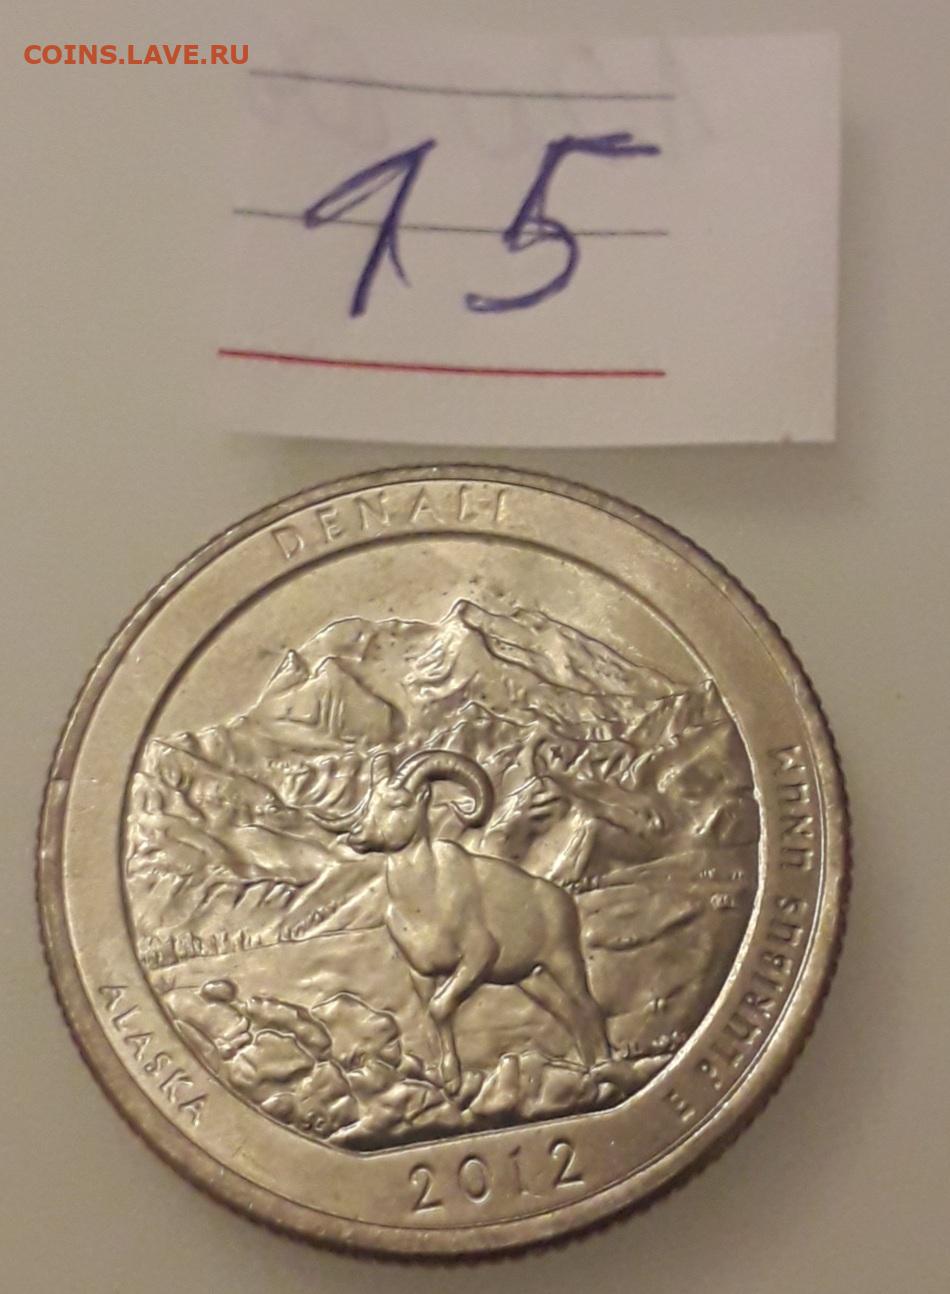 COINS.LAVE.RU
15
DENALI
ALASKA
2012
E PLURIBUS UNUM